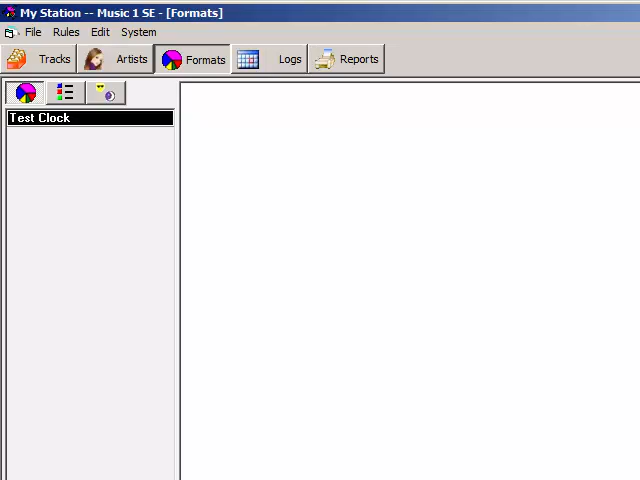 My Station -- Music 1 SE - [Formats]
File Rules Edit System
Tracks Artists Formats Logs Reports
Test Clock